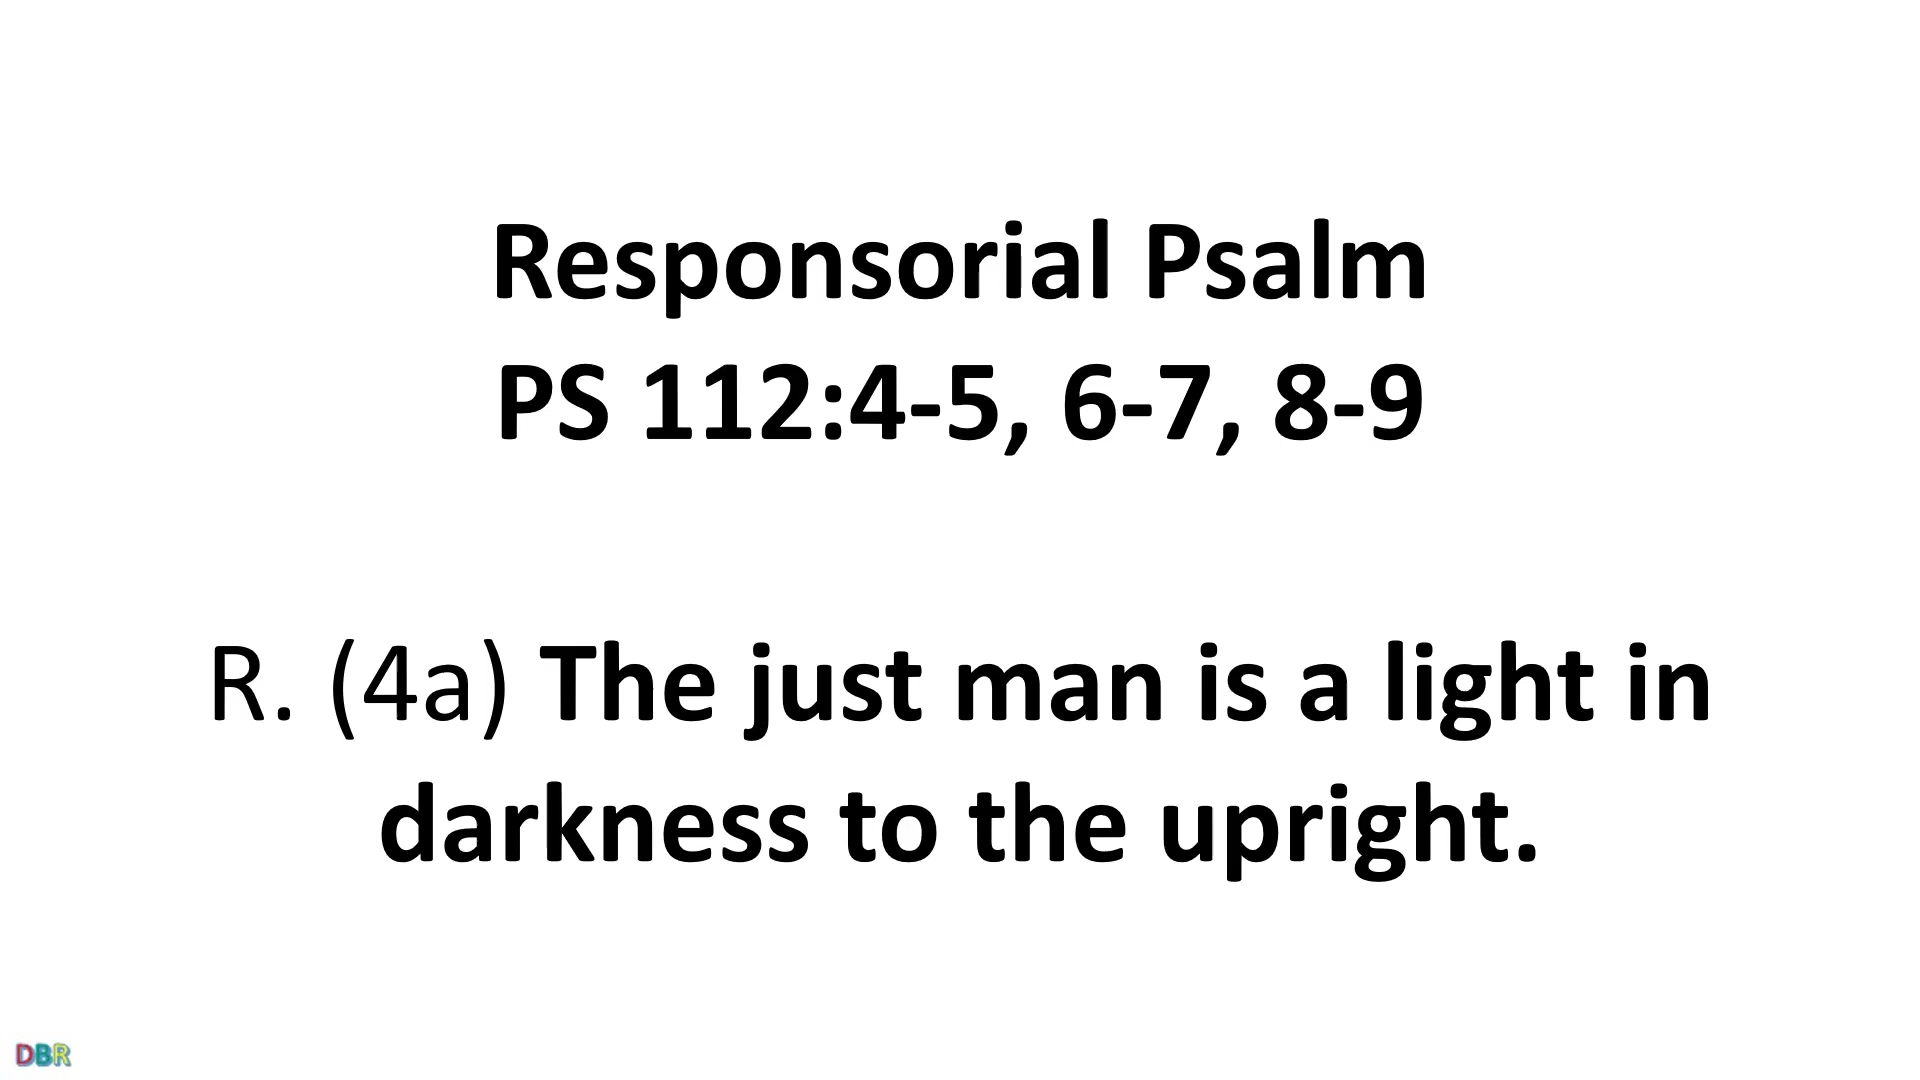 Responsorial Psalm
PS 112:4-5, 6-7, 8-9
R. (4a) The just man is a light in
darkness to the upright.
DBR